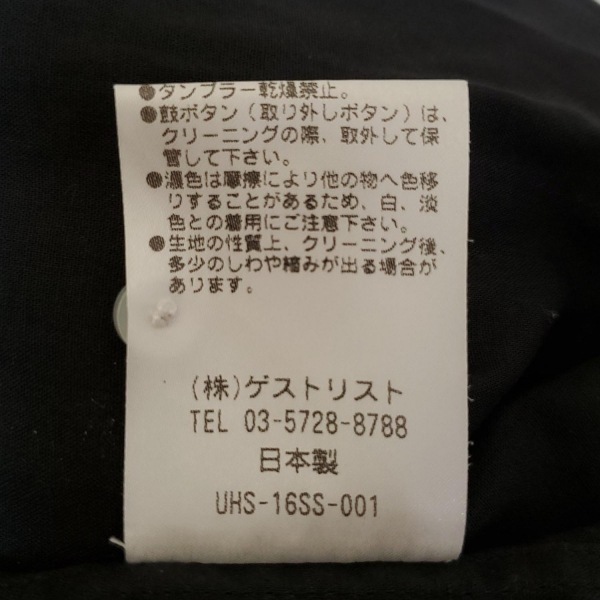 ●タンブラー乾燥禁止。
●鼓ボタン（取り外しボタン）は、
クリーニングの際、取外して保
管して下さい。
●濃色は摩擦により他の物へ色移
りすることがあるため、白、淡
色との着用にご注意下さい。
●生地の性質上、クリーニング後、
多少のしわや縮みが出る場合が
あります。
(株)ゲストリスト
TEL 03-5728-8788
日本製
UHS-16SS-001